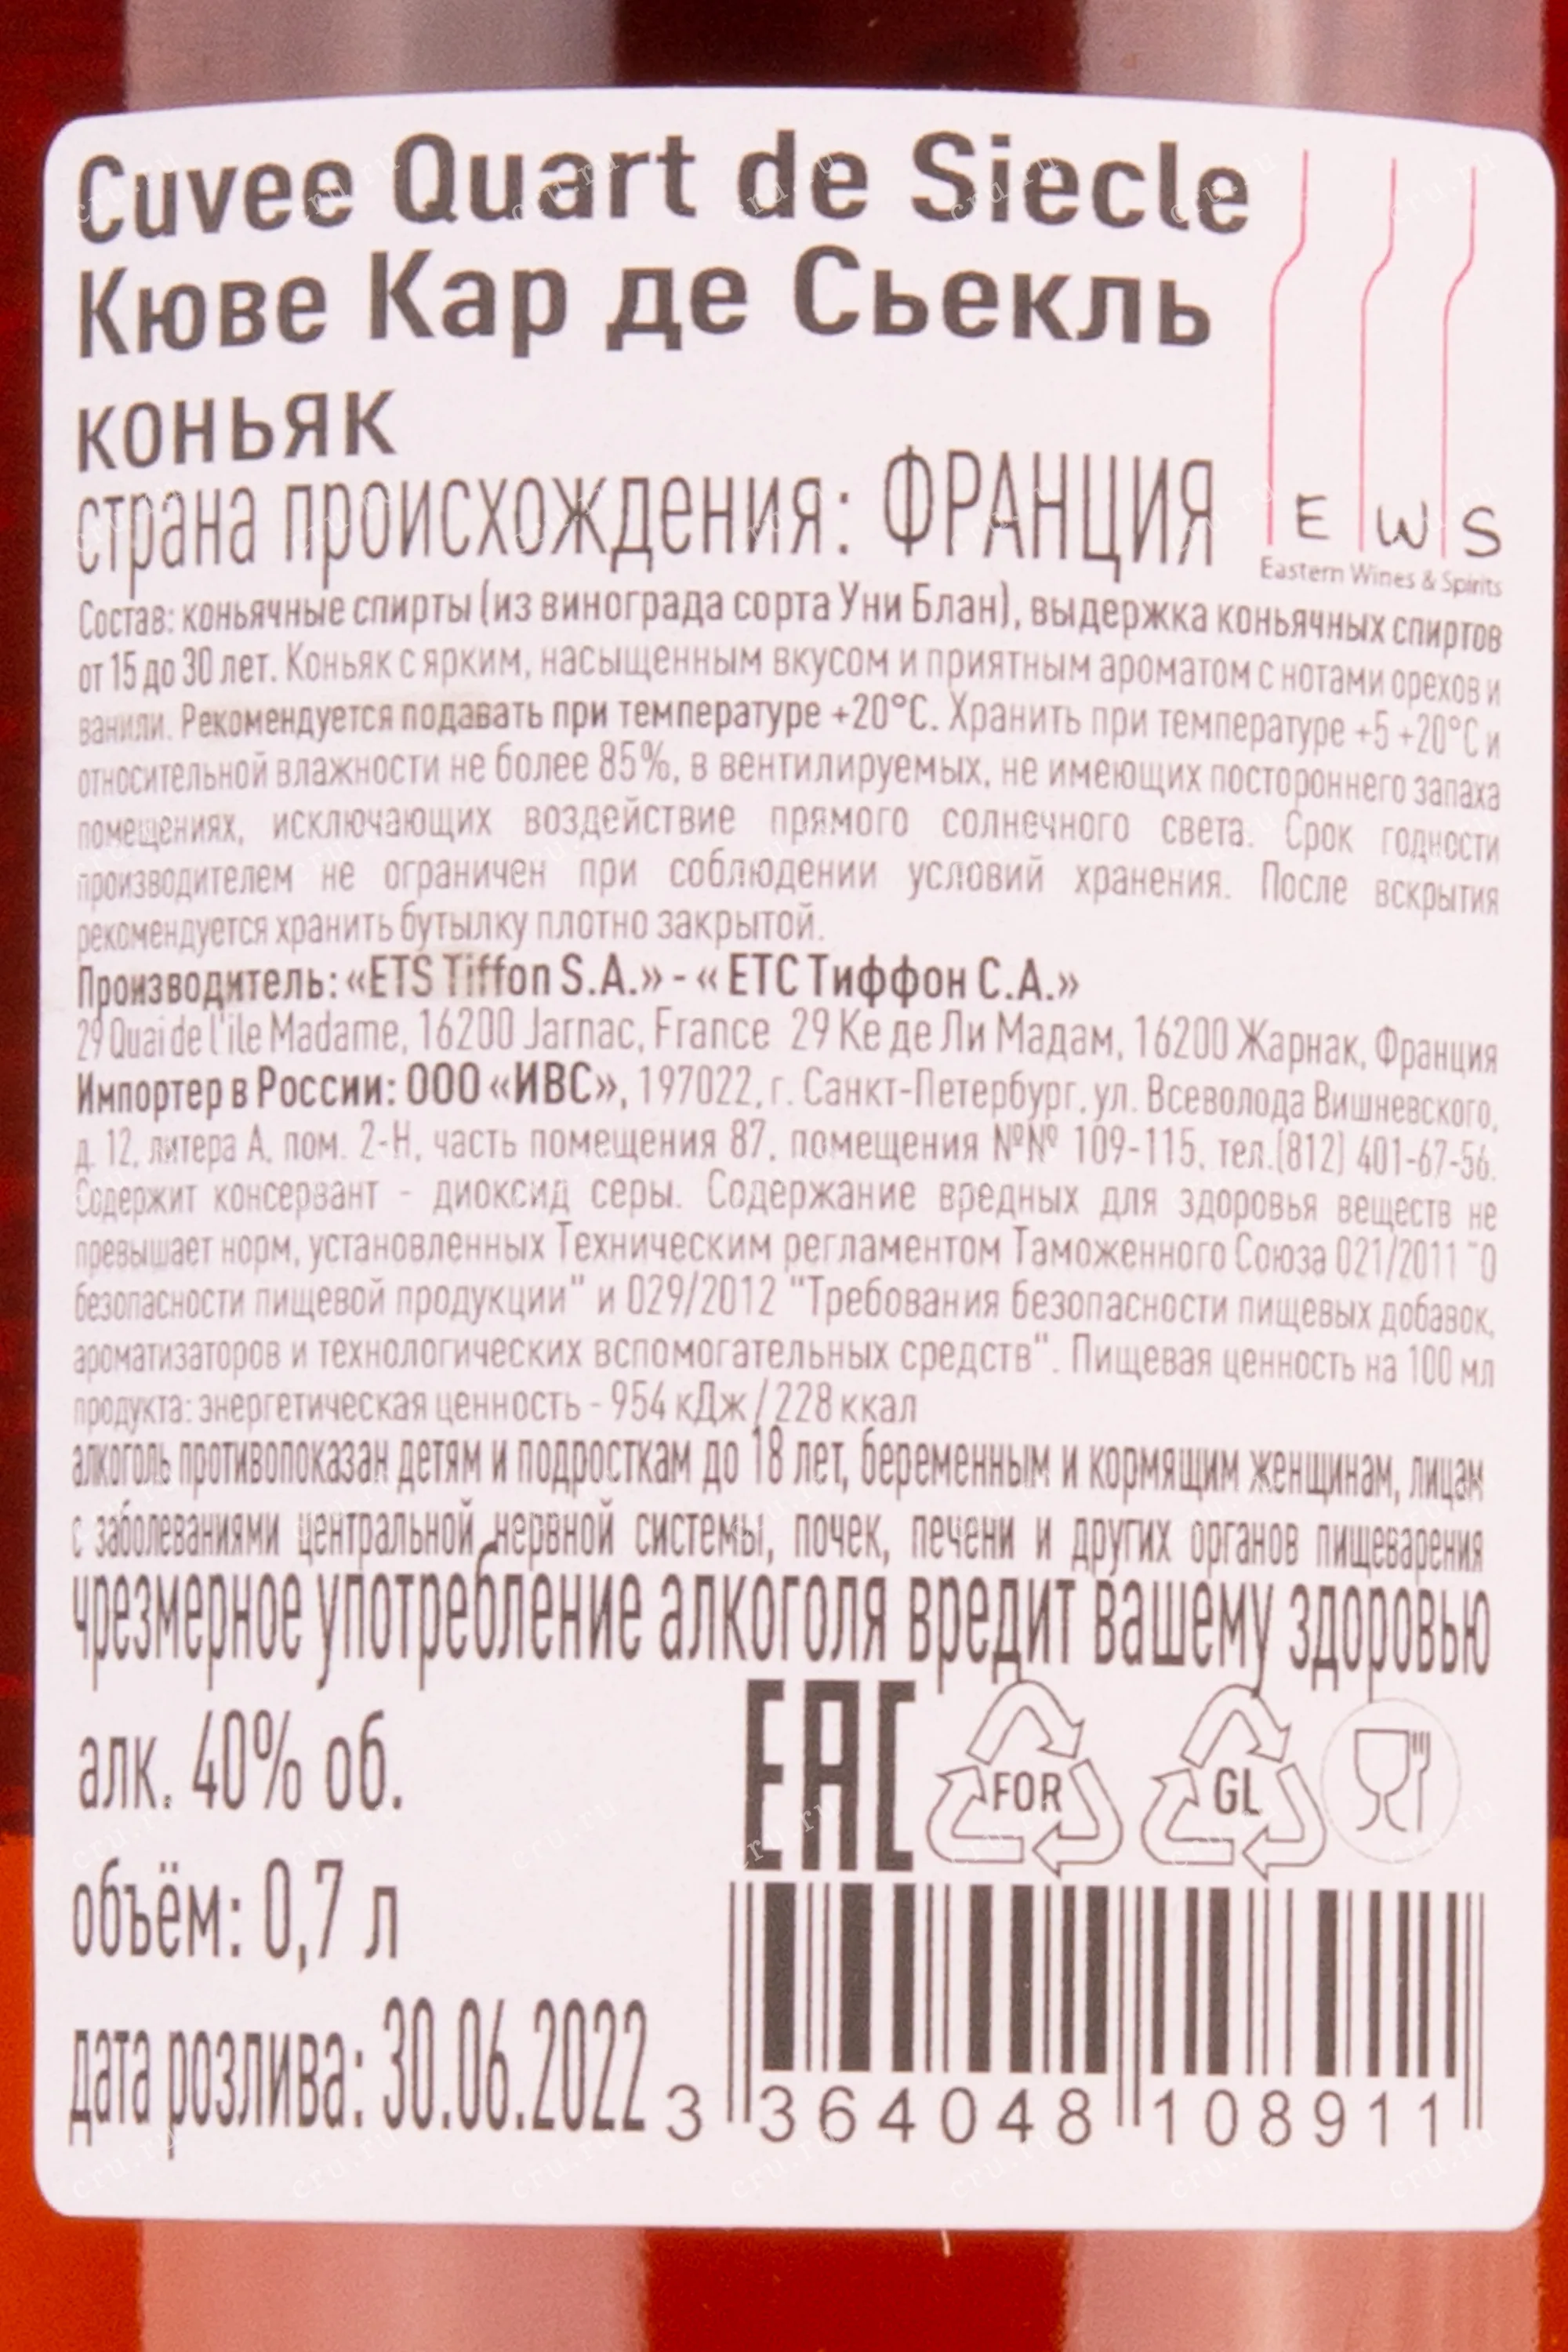 Cuvee Quart de Siecle
Кюве Кар де Сьекль
коньяк
страна происхождения: ФРАНЦИЯ
E W S
Eastern Wines & Spirits
Состав: коньячные спирты (из винограда сорта Уни Блан), выдержка коньячных спиртов
от 15 до 30 лет. Коньяк с ярким, насыщенным вкусом и приятным ароматом с нотами орехов и
ванили. Рекомендуется подавать при температуре +20°С. Хранить при температуре +5 +20°С и
относительной влажности не более 85%, в вентилируемых, не имеющих постороннего запаха
помещениях, исключающих воздействие прямого солнечного света. Срок годности
производителем не ограничен при соблюдении условий хранения. После вскрытия
рекомендуется хранить бутылку плотно закрытой.
Производитель: «ETS Tiffon S.A.» - « ЕТС Тиффон С.А.»
29 Quai de l'ile Madame, 16200 Jarnac, France 29 Ке де Ли Мадам, 16200 Жарнак, Франция
Импортер в России: ООО «ИВС», 197022, г. Санкт-Петербург, ул. Всеволода Вишневского,
д. 12, литера А, пом. 2-Н, часть помещения 87, помещения №№ 109-115, тел.(812) 401-67-56.
Содержит консервант - диоксид серы. Содержание вредных для здоровья веществ не
превышает норм, установленных Техническим регламентом Таможенного Союза 021/2011 "О
безопасности пищевой продукции" и 029/2012 "Требования безопасности пищевых добавок,
ароматизаторов и технологических вспомогательных средств". Пищевая ценность на 100 мл
продукта: энергетическая ценность - 954 кДж / 228 ккал
алкоголь противопоказан детям и подросткам до 18 лет, беременным и кормящим женщинам, лицам
с заболеваниями центральной нервной системы, почек, печени и других органов пищеварения
чрезмерное употребление алкоголя вредит вашему здоровью
алк. 40% об.
EAC
FOR
GL
объём: 0,7 л
дата розлива: 30.06.2022
3 364048 108911